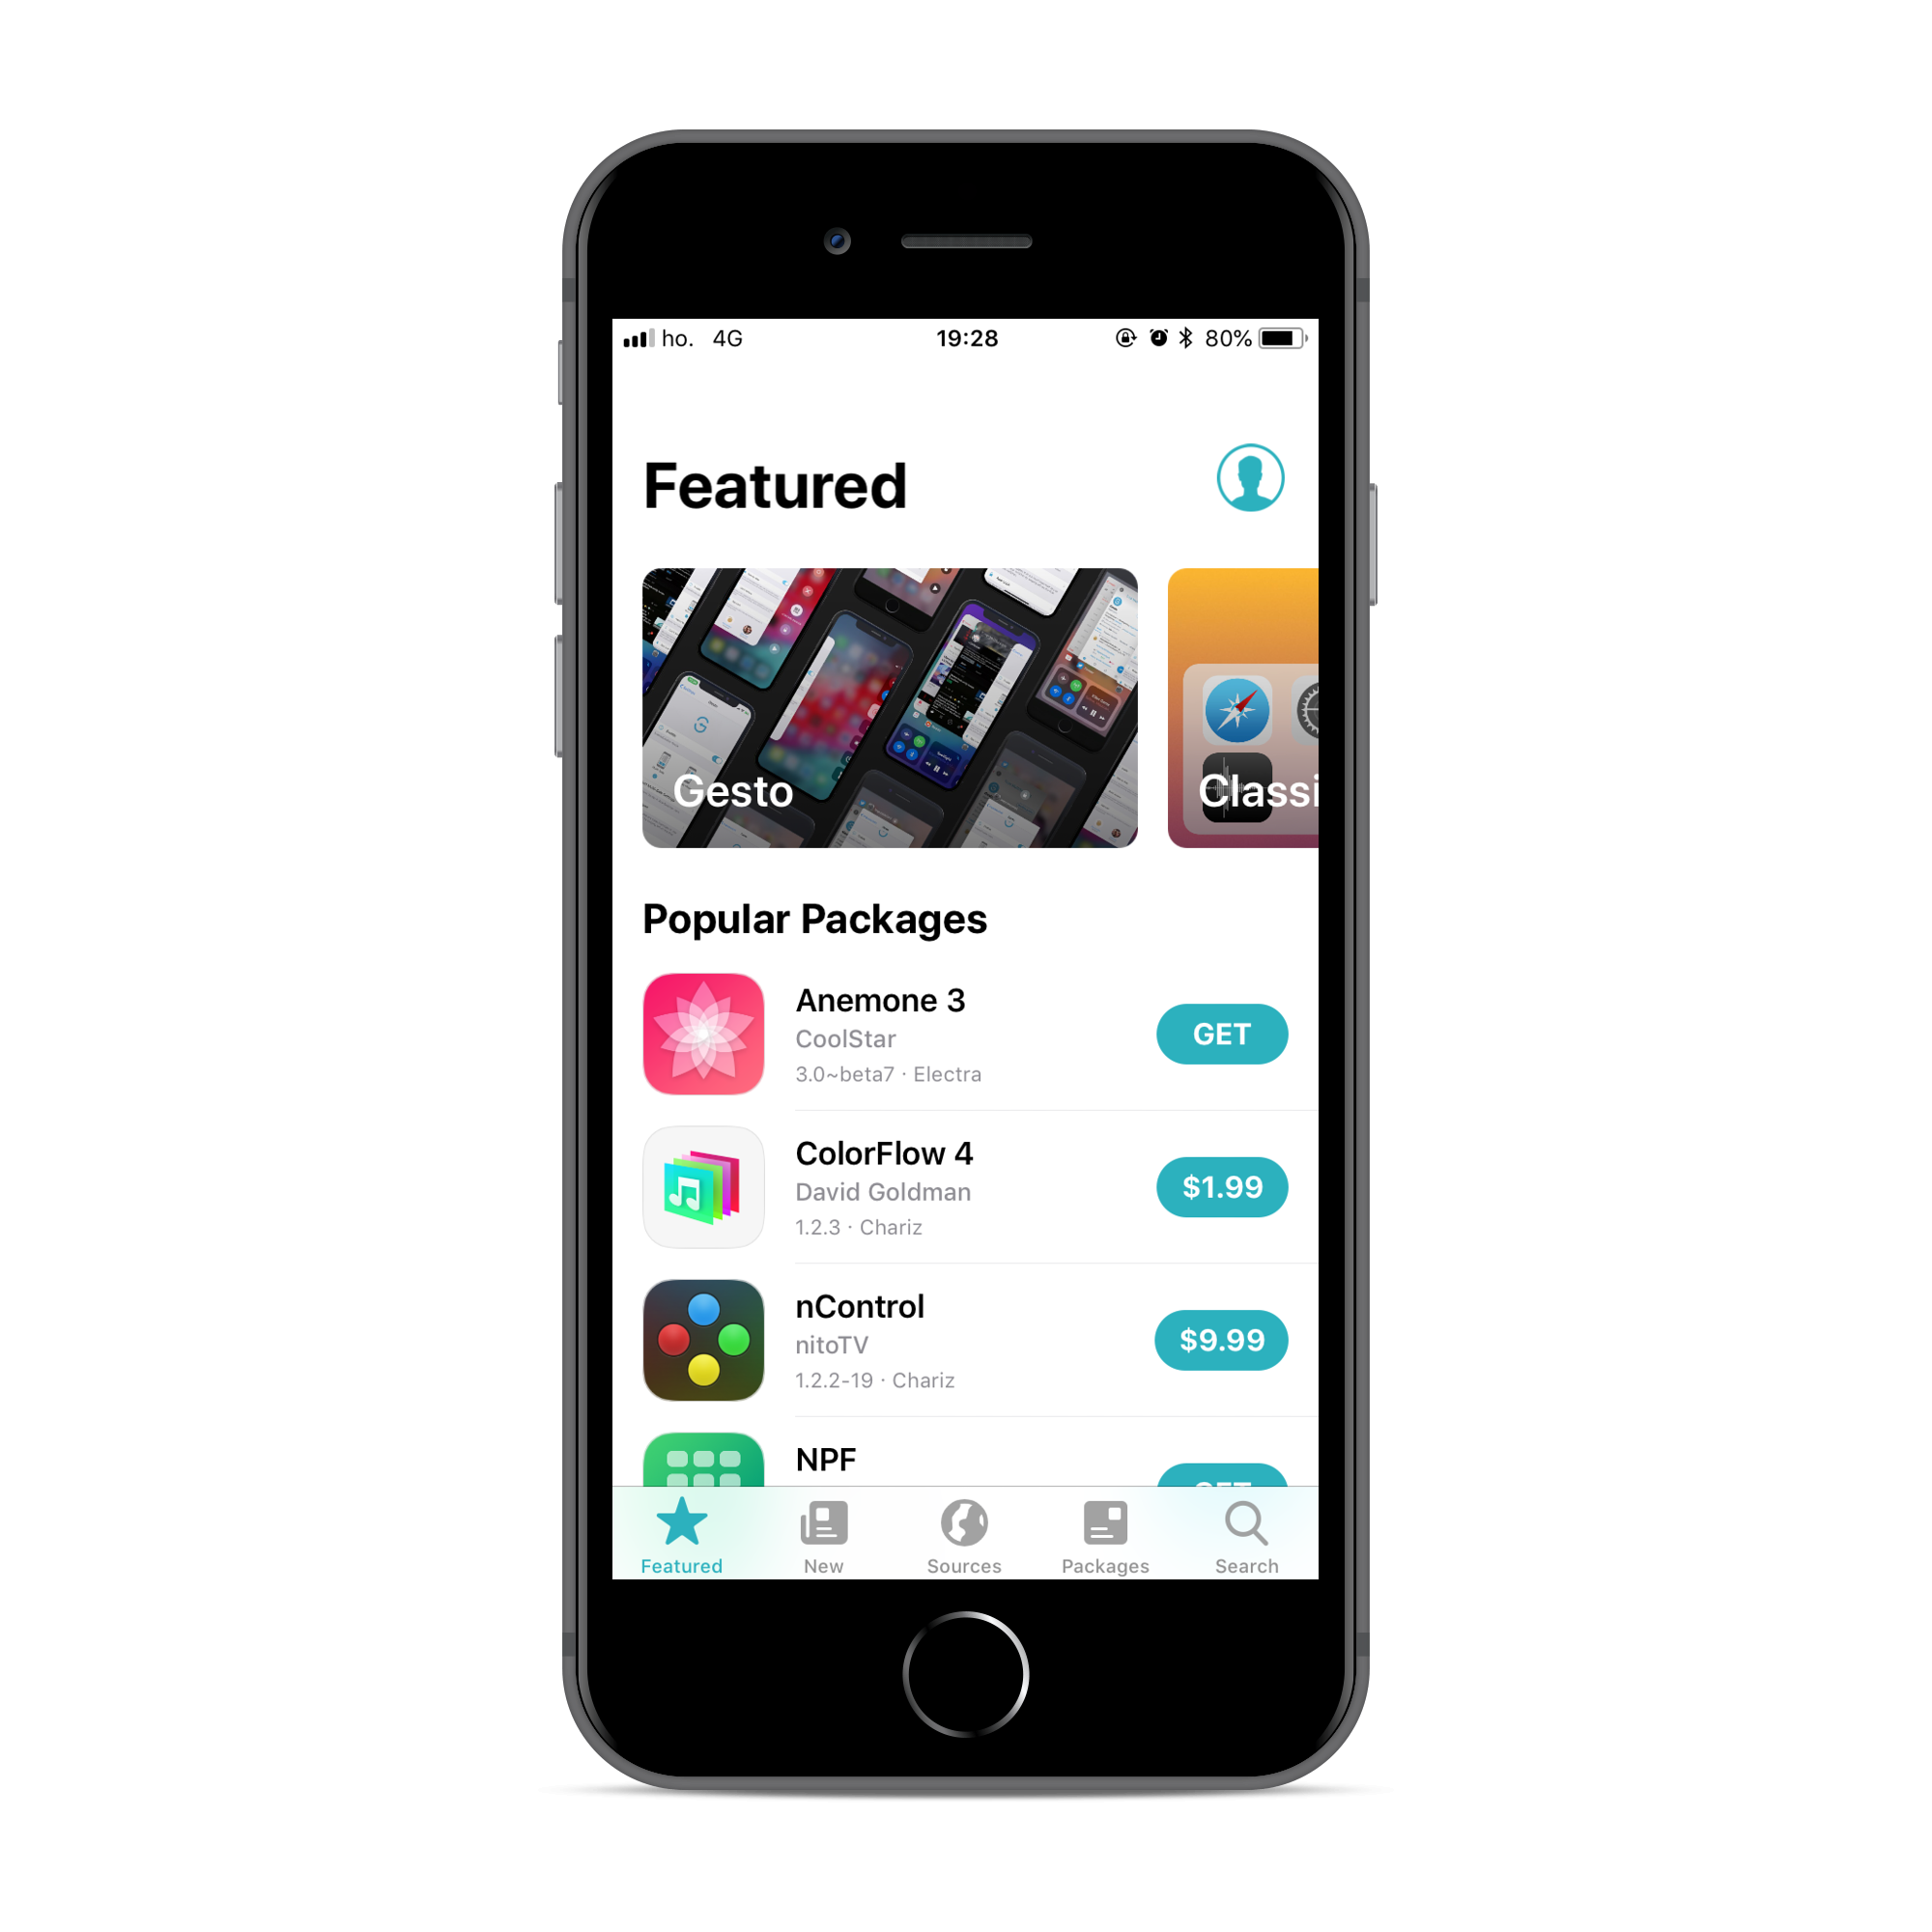 ho. 4G 19:28 80%
Featured
Gesto
Classi
Popular Packages
Anemone 3
CoolStar
3.0~beta7 · Electra
GET
ColorFlow 4
David Goldman
1.2.3 · Chariz
$1.99
nControl
nitoTV
1.2.2-19 · Chariz
$9.99
NPF
GET
Featured
New
Sources
Packages
Search